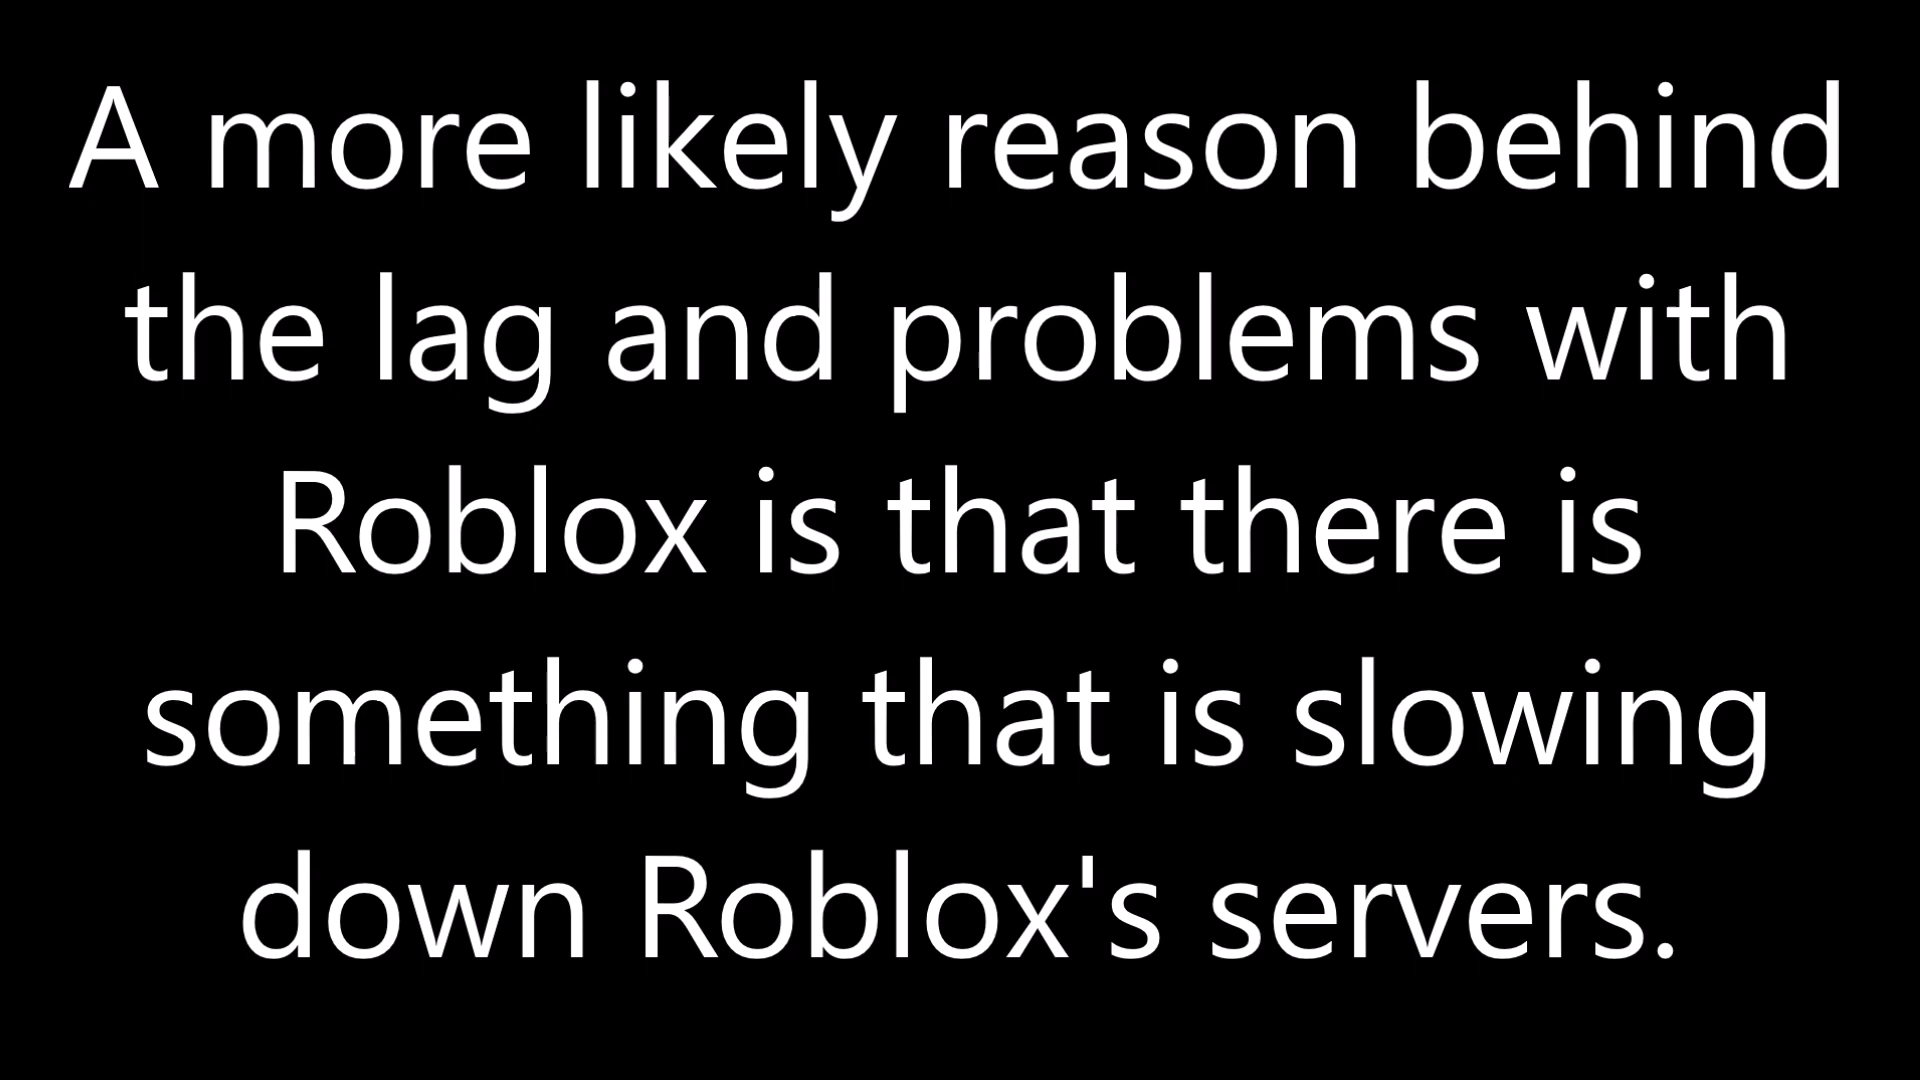 A more likely reason behind
the lag and problems with
Roblox is that there is
something that is slowing
down Roblox's servers.